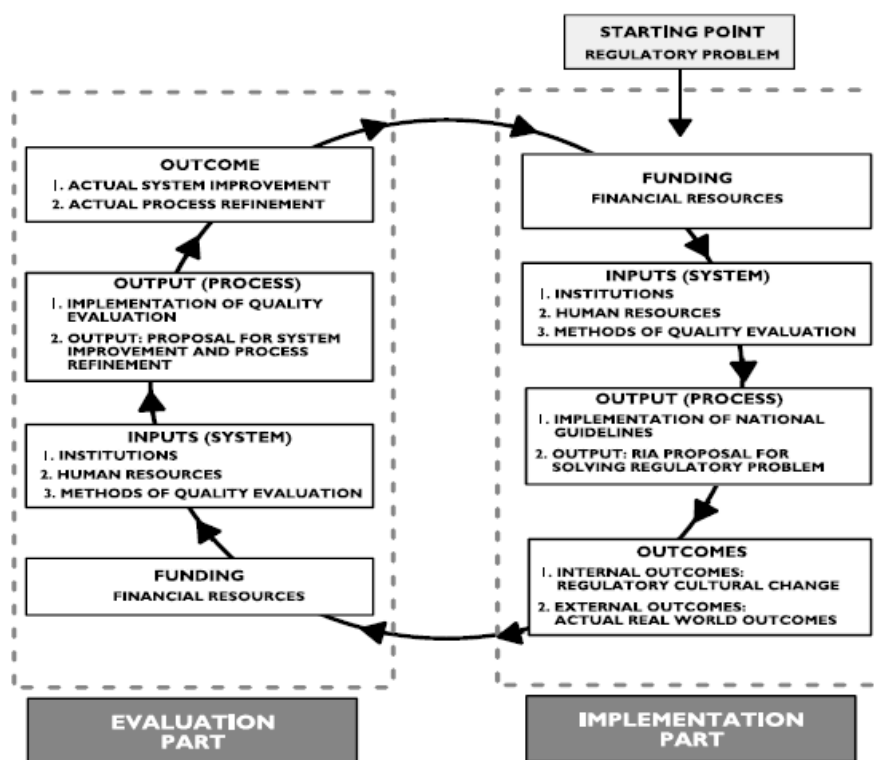 STARTING POINT
REGULATORY PROBLEM
OUTCOME
1. ACTUAL SYSTEM IMPROVEMENT
2. ACTUAL PROCESS REFINEMENT
OUTPUT (PROCESS)
1. IMPLEMENTATION OF QUALITY
EVALUATION
2. OUTPUT: PROPOSAL FOR SYSTEM
IMPROVEMENT AND PROCESS
REFINEMENT
INPUTS (SYSTEM)
1. INSTITUTIONS
2. HUMAN RESOURCES
3. METHODS OF QUALITY EVALUATION
FUNDING
FINANCIAL RESOURCES
EVALUATION
PART
FUNDING
FINANCIAL RESOURCES
INPUTS (SYSTEM)
1. INSTITUTIONS
2. HUMAN RESOURCES
3. METHODS OF QUALITY EVALUATION
OUTPUT (PROCESS)
1. IMPLEMENTATION OF NATIONAL
GUIDELINES
2. OUTPUT: RIA PROPOSAL FOR
SOLVING REGULATORY PROBLEM
OUTCOMES
1. INTERNAL OUTCOMES:
REGULATORY CULTURAL CHANGE
2. EXTERNAL OUTCOMES:
ACTUAL REAL WORLD OUTCOMES
IMPLEMENTATION
PART